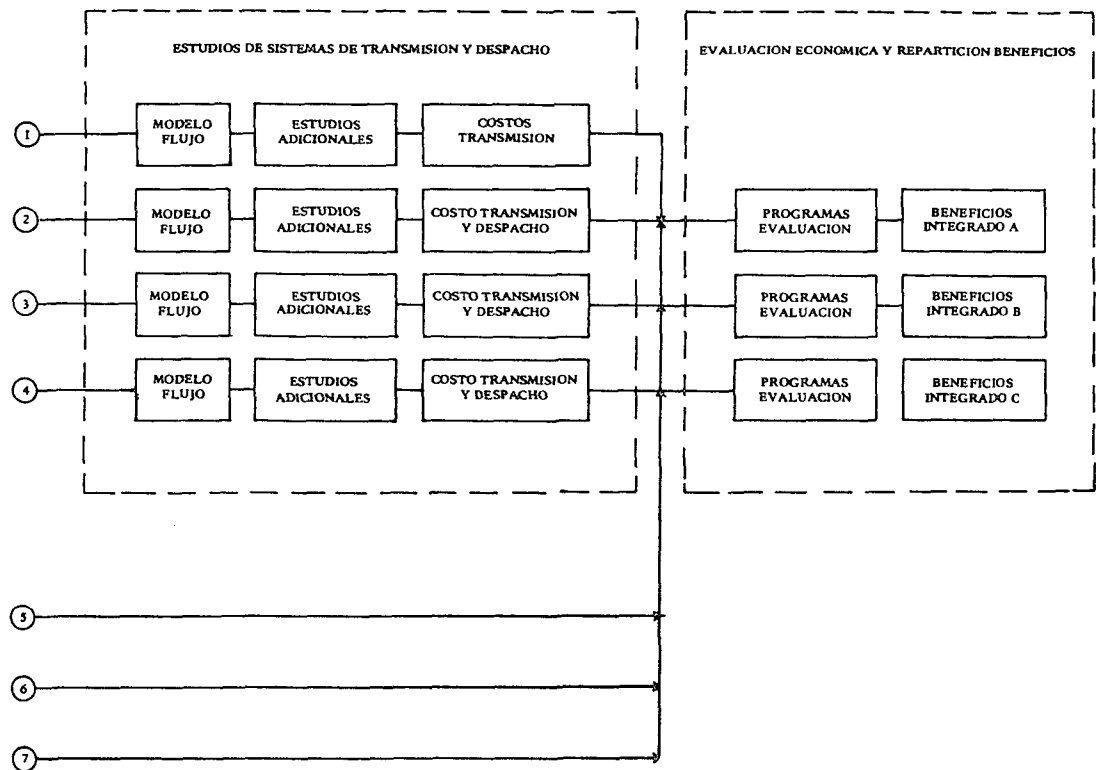 ESTUDIOS DE SISTEMAS DE TRANSMISION Y DESPACHO
EVALUACION ECONOMICA Y REPARTICION BENEFICIOS
1
MODELO
FLUJO
ESTUDIOS
ADICIONALES
COSTOS
TRANSMISION
2
MODELO
FLUJO
ESTUDIOS
ADICIONALES
COSTO TRANSMISION
Y DESPACHO
PROGRAMAS
EVALUACION
BENEFICIOS
INTEGRADO A
3
MODELO
FLUJO
ESTUDIOS
ADICIONALES
COSTO TRANSMISION
Y DESPACHO
PROGRAMAS
EVALUACION
BENEFICIOS
INTEGRADO B
4
MODELO
FLUJO
ESTUDIOS
ADICIONALES
COSTO TRANSMISION
Y DESPACHO
PROGRAMAS
EVALUACION
BENEFICIOS
INTEGRADO C
5
6
7